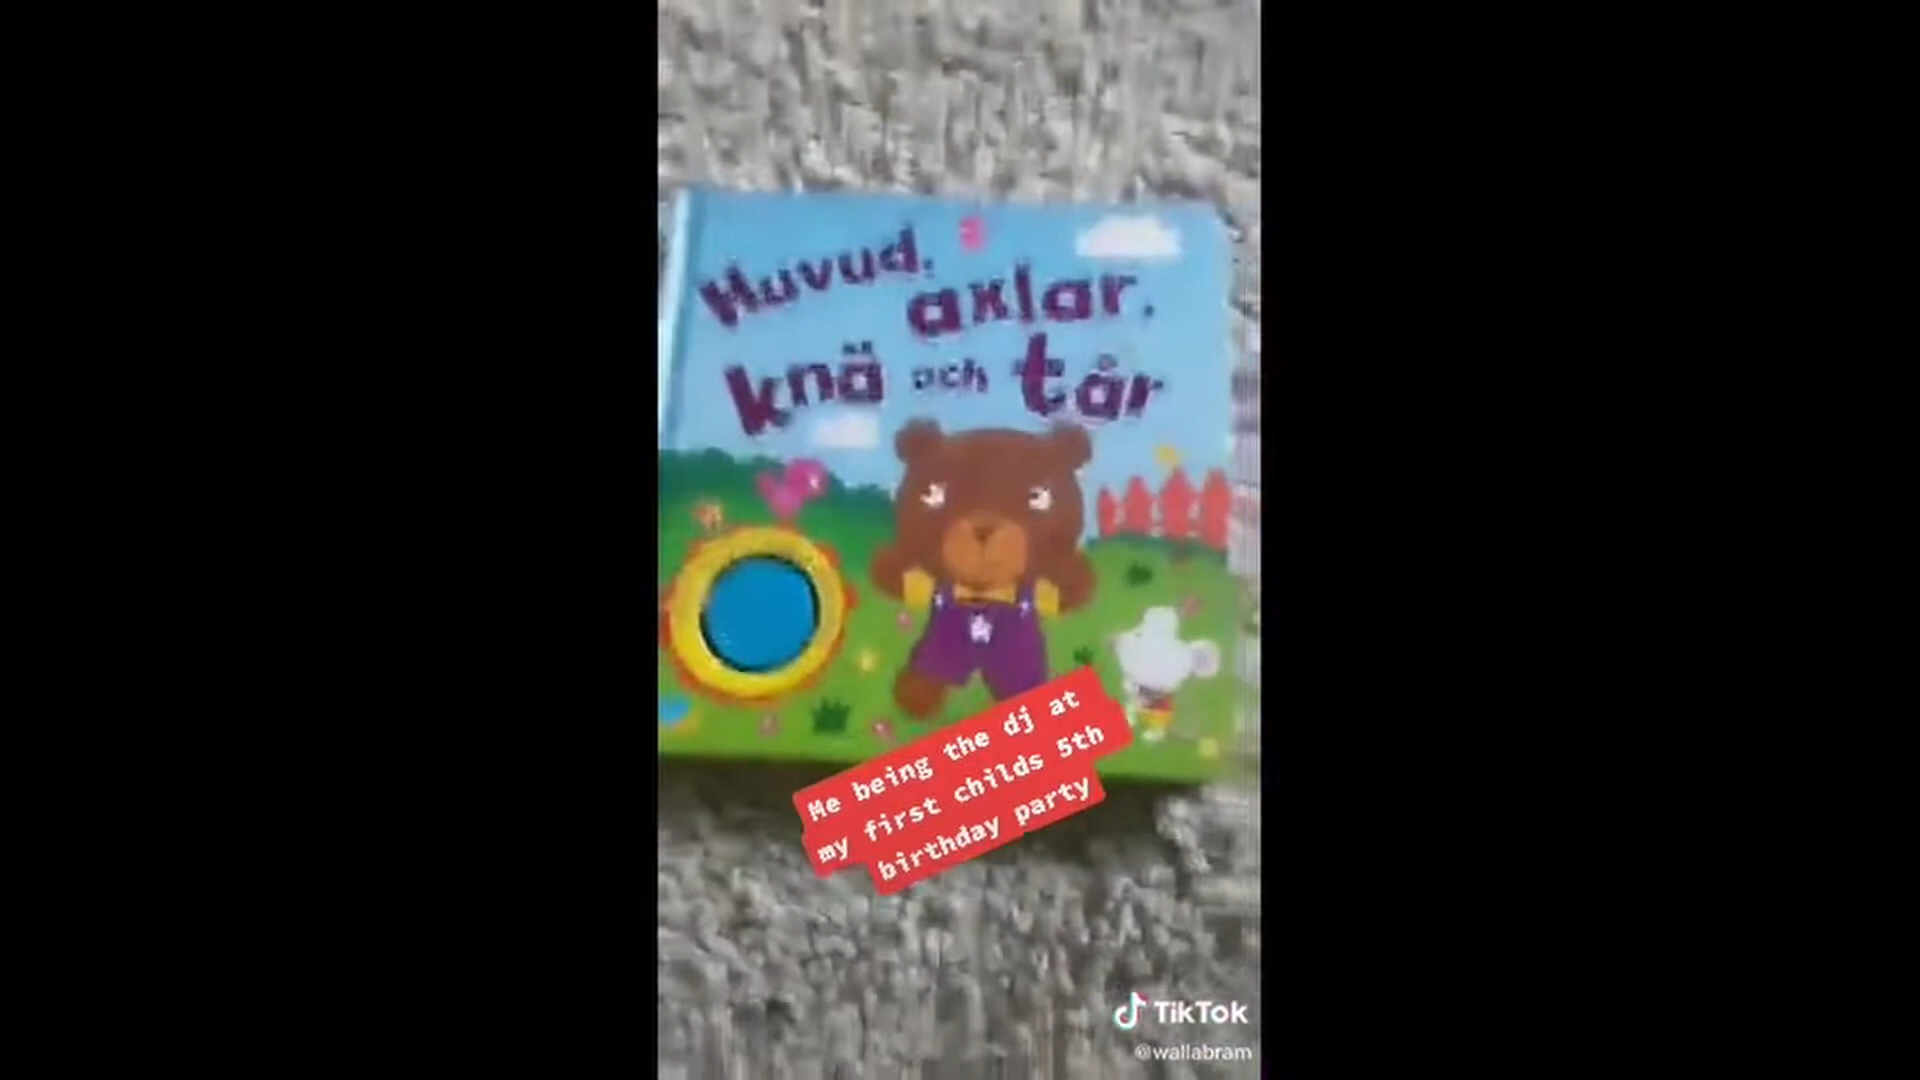 Huvud,
axlar,
knä och tår
Me being the dj at
my first childs 5th
birthday party
TikTok
@wallabram